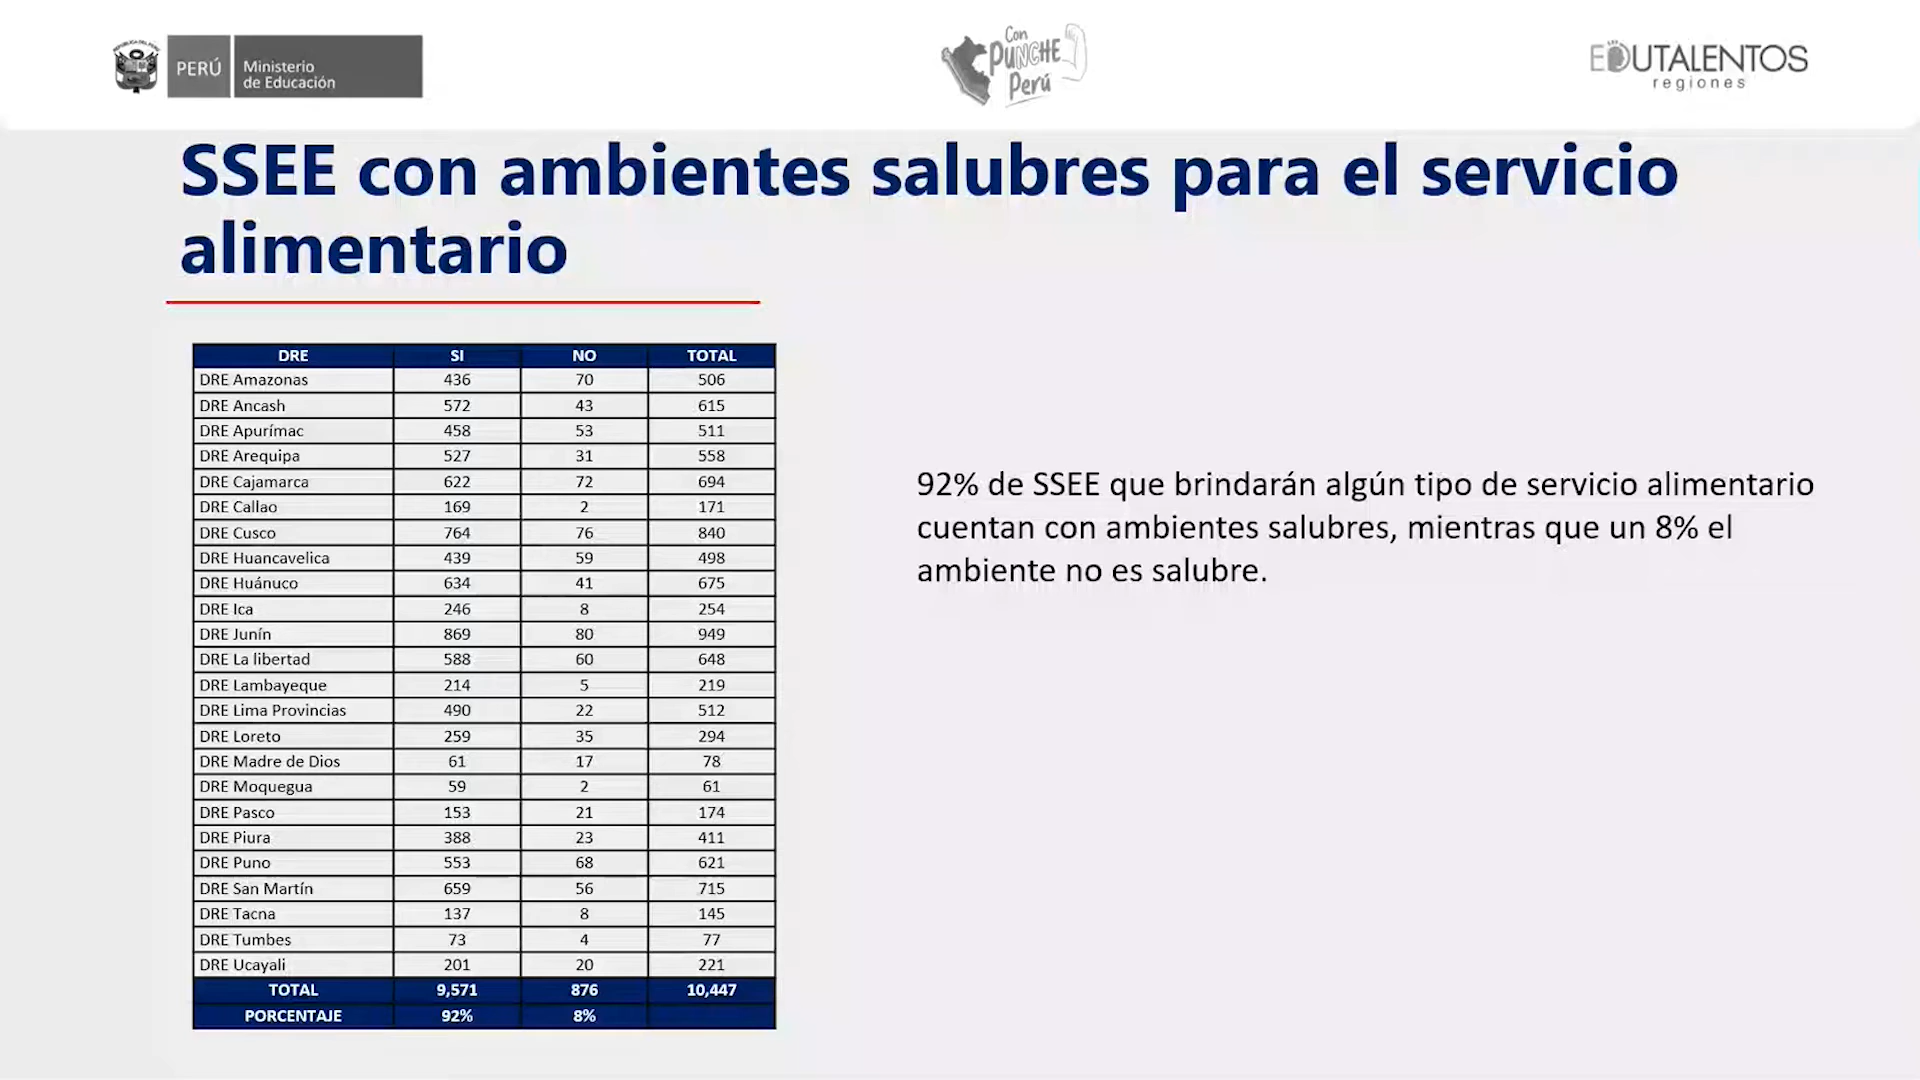 REPÚBLICA DEL PERÚ
PERÚ
Ministerio
de Educación
Con
PUNCHE
Perú
EDUTALENTOS
regiones
SSEE con ambientes salubres para el servicio
alimentario
DRE SI NO TOTAL
DRE Amazonas 436 70 506
DRE Ancash 572 43 615
DRE Apurímac 458 53 511
DRE Arequipa 527 31 558
DRE Cajamarca 622 72 694
DRE Callao 169 2 171
DRE Cusco 764 76 840
DRE Huancavelica 439 59 498
DRE Huánuco 634 41 675
DRE Ica 246 8 254
DRE Junín 869 80 949
DRE La libertad 588 60 648
DRE Lambayeque 214 5 219
DRE Lima Provincias 490 22 512
DRE Loreto 259 35 294
DRE Madre de Dios 61 17 78
DRE Moquegua 59 2 61
DRE Pasco 153 21 174
DRE Piura 388 23 411
DRE Puno 553 68 621
DRE San Martín 659 56 715
DRE Tacna 137 8 145
DRE Tumbes 73 4 77
DRE Ucayali 201 20 221
TOTAL 9,571 876 10,447
PORCENTAJE 92% 8%
92% de SSEE que brindarán algún tipo de servicio alimentario
cuentan con ambientes salubres, mientras que un 8% el
ambiente no es salubre.